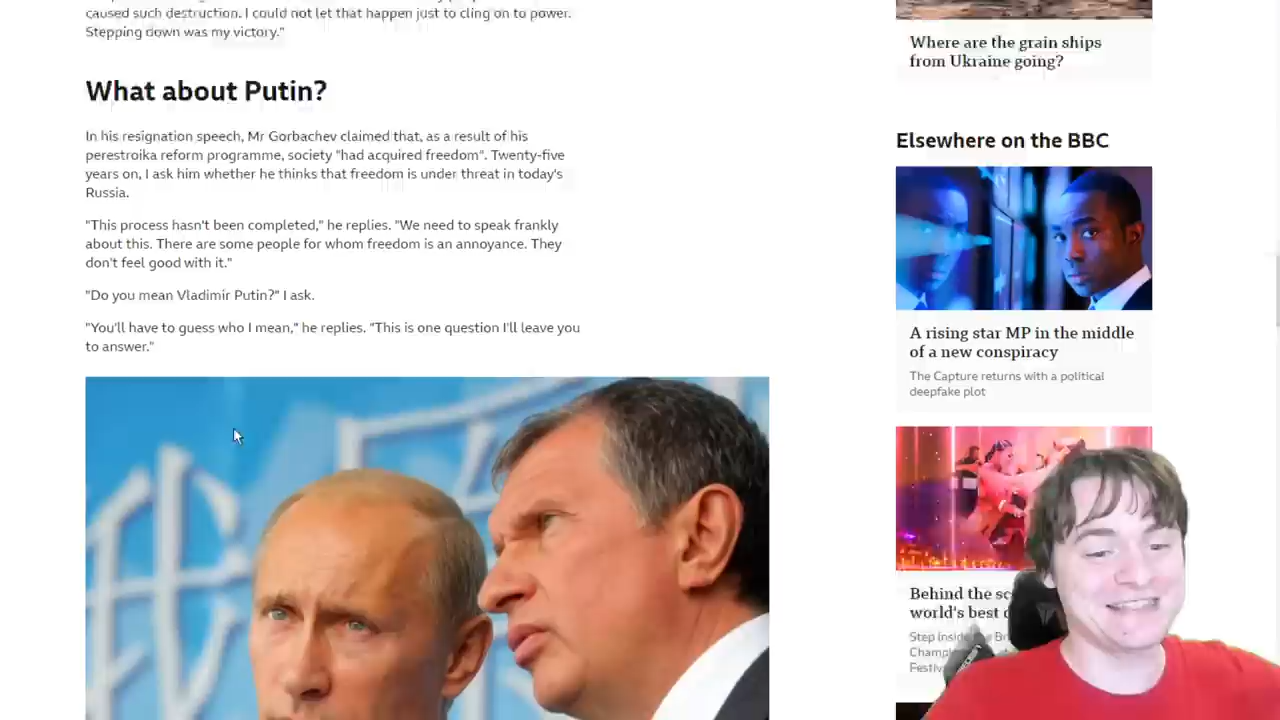 caused such destruction. I could not let that happen just to cling on to power.
Stepping down was my victory."
What about Putin?
In his resignation speech, Mr Gorbachev claimed that, as a result of his
perestroika reform programme, society "had acquired freedom". Twenty-five
years on, I ask him whether he thinks that freedom is under threat in today's
Russia.
"This process hasn't been completed," he replies. "We need to speak frankly
about this. There are some people for whom freedom is an annoyance. They
don't feel good with it."
"Do you mean Vladimir Putin?" I ask.
"You'll have to guess who I mean," he replies. "This is one question I'll leave you
to answer."
Where are the grain ships
from Ukraine going?
Elsewhere on the BBC
A rising star MP in the middle
of a new conspiracy
The Capture returns with a political
deepfake plot
Behind the
world's best
Step